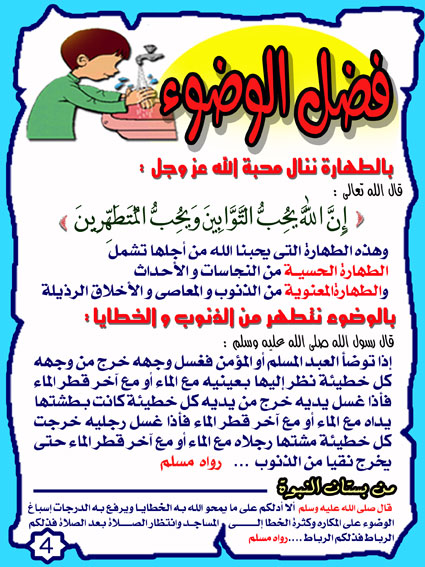 فضل الوضوء
بالطهارة ننال محبة الله عز وجل :
قال الله تعالى :
﴿ إِنَّ اللَّهَ يُحِبُّ التَّوَّابِينَ وَيُحِبُّ الْمُتَطَهِّرِينَ ﴾
وهذه الطهارة التى يحبنا الله من أجلها تشمل
الطهارة الحسية من النجاسات و الأحداث
والطهارةالمعنوية من الذنوب و المعاصى و الأخلاق الرذيلة
بالوضوء نتطهر من الذنوب و الخطايا :
قال رسول الله صلى الله عليه وسلم :
إذا توضأ العبد المسلم أو المؤمن فغسل وجهه خرج من وجهه
كل خطيئة نظر إليها بعينيه مع الماء أو مع آخر قطر الماء
فأذا غسل يديه خرج من يديه كل خطيئة كانت بطشتها
يداه مع الماء أو مع آخر قطر الماء فأذا غسل رجليه خرجت
كل خطيئة مشتها رجلاه مع الماء أو مع آخر قطر الماء حتى
يخرج نقيا من الذنوب ... رواه مسلم
من بستان النبوة
قال صلى الله عليه وسلم ألا أدلكم على ما يمحو الله به الخطايا ويرفع به الدرجات إسباغ
الوضوء على المكاره وكثرة الخطا إلــى المساجد وانتظار الصلاة بعد الصلاة فذلكم
الرباط فذلكم الرباط ....رواه مسلم
4